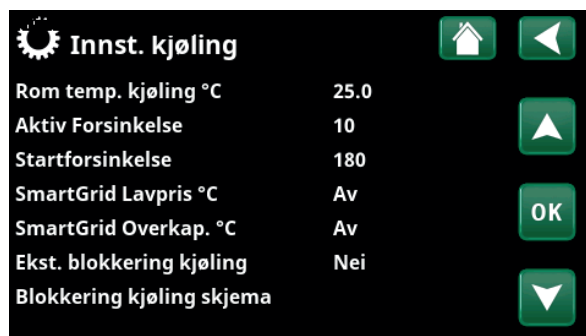 Innst. kjøling
Rom temp. kjøling °C 25.0
Aktiv Forsinkelse 10
Startforsinkelse 180
SmartGrid Lavpris °C Av
SmartGrid Overkap. °C Av
OK
Ekst. blokkering kjøling Nei
Blokkering kjøling skjema